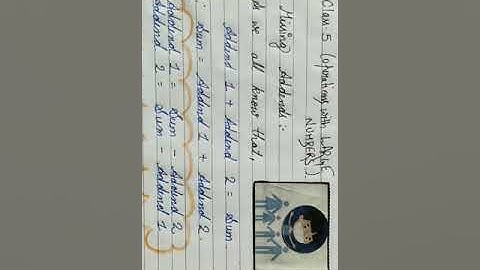 Class 5 (Operations with LARGE
NUMBERS)
Missing Addends:-
As we all know that,
Addend 1 + Addend 2 = Sum.
∴ Sum = Addend 1 + Addend 2.
Addend 1 = Sum - Addend 2
Addend 2 = Sum - Addend 1